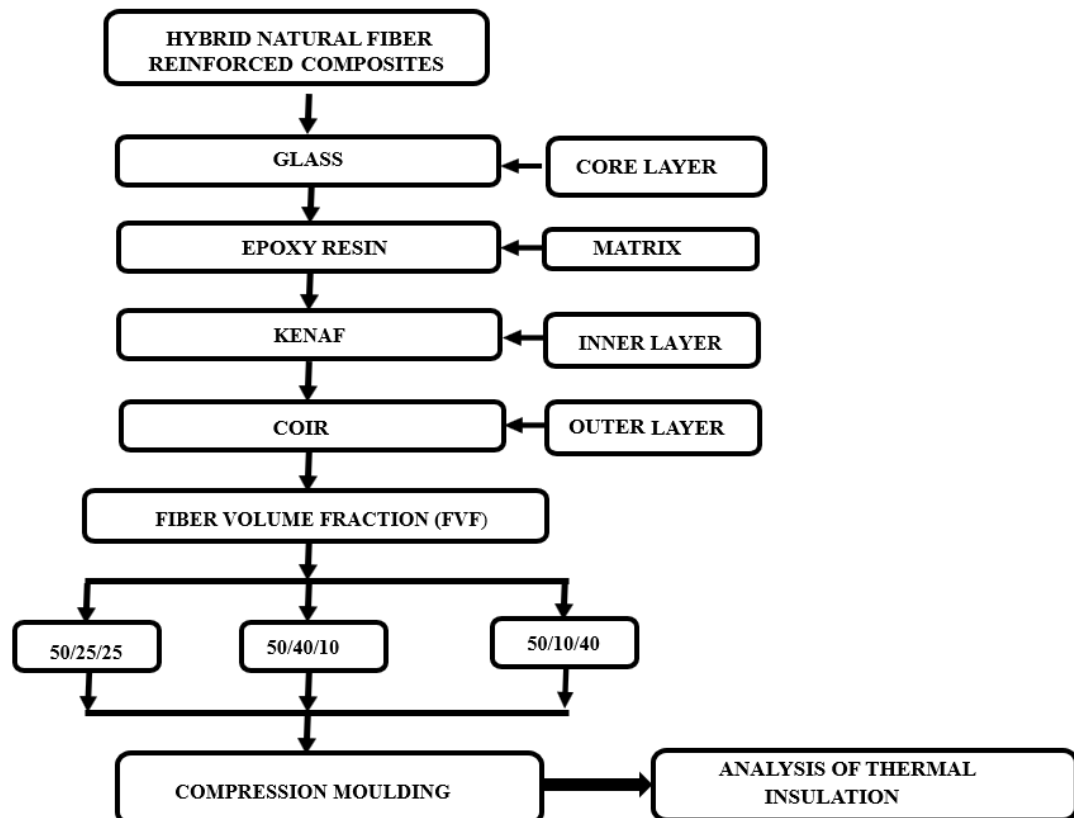 HYBRID NATURAL FIBER
REINFORCED COMPOSITES
GLASS
CORE LAYER
EPOXY RESIN
MATRIX
KENAF
INNER LAYER
COIR
OUTER LAYER
FIBER VOLUME FRACTION (FVF)
50/25/25
50/40/10
50/10/40
COMPRESSION MOULDING
ANALYSIS OF THERMAL
INSULATION